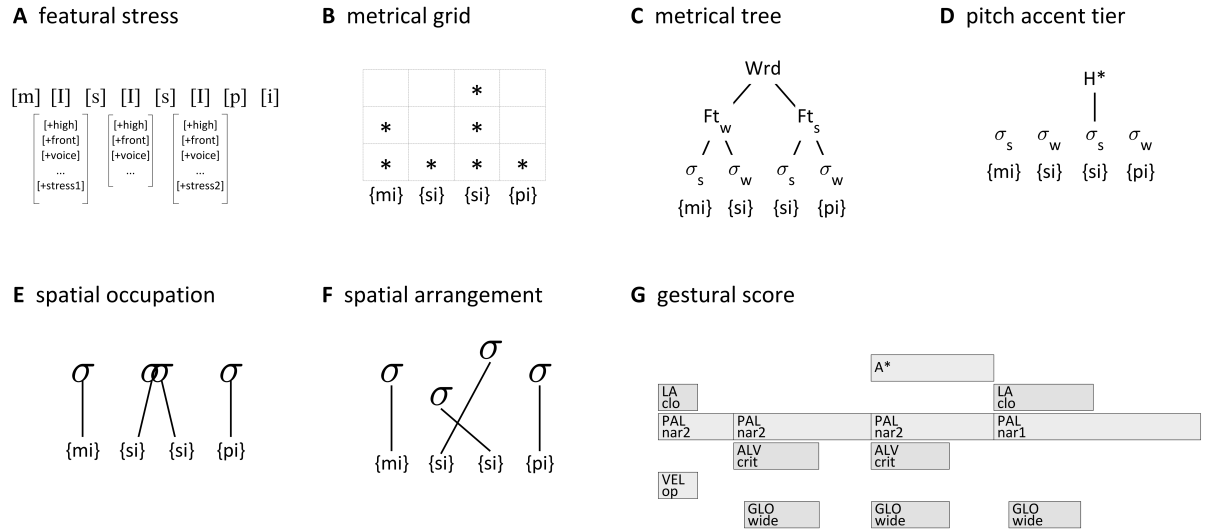 A featural stress
[m] [I] [s] [I] [s] [I] [p] [i]
[+high] [+high] [+high]
[+front] [+front] [+front]
[+voice] [+voice] [+voice]
... ... ...
[+stress1] [+stress2]
B metrical grid
*
* *
* * * *
{mi} {si} {si} {pi}
C metrical tree
Wrd
Ftw Fts
σs σw σs σw
{mi} {si} {si} {pi}
D pitch accent tier
H*
σs σw σs σw
{mi} {si} {si} {pi}
E spatial occupation
σ σσ σ
{mi} {si} {si} {pi}
F spatial arrangement
σ
σ σ
σ
{mi} {si} {si} {pi}
G gestural score
A*
LA LA
clo clo
PAL PAL PAL PAL
nar2 nar2 nar2 nar1
ALV ALV
crit crit
VEL
op
GLO GLO GLO
wide wide wide